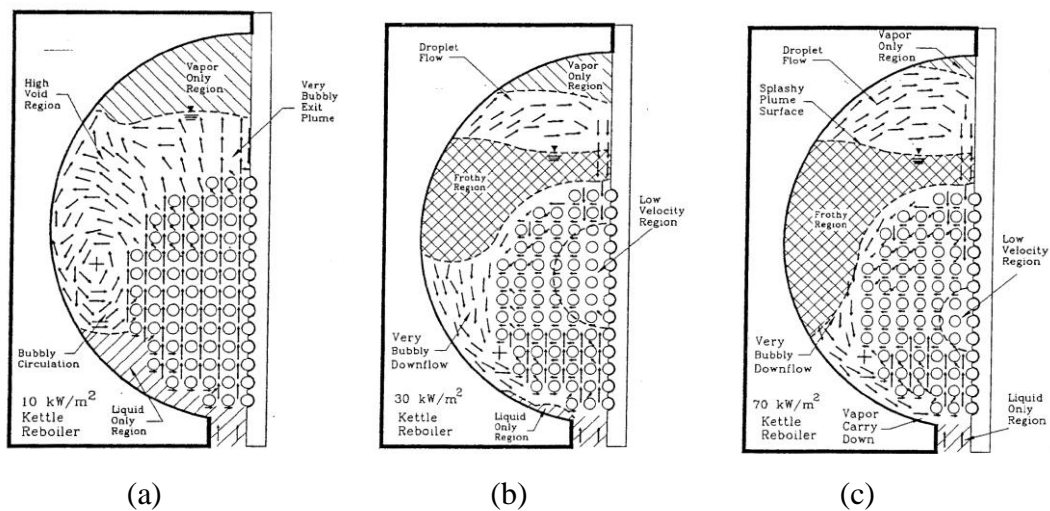 High
Void
Region
Vapor
Only
Region
Very
Bubbly
Exit
Plume
Bubbly
Circulation
10 kW/m²
Kettle
Reboiler
Liquid
Only
Region
(a)
Droplet
Flow
Vapor
Only
Region
Frothy
Region
Low
Velocity
Region
Very
Bubbly
Downflow
30 kW/m²
Kettle
Reboiler
Liquid
Only
Region
(b)
Droplet
Flow
Vapor
Only
Region
Splashy
Plume
Surface
Frothy
Region
Low
Velocity
Region
Very
Bubbly
Downflow
70 kW/m²
Kettle
Reboiler
Vapor
Carry
Down
Liquid
Only
Region
(c)